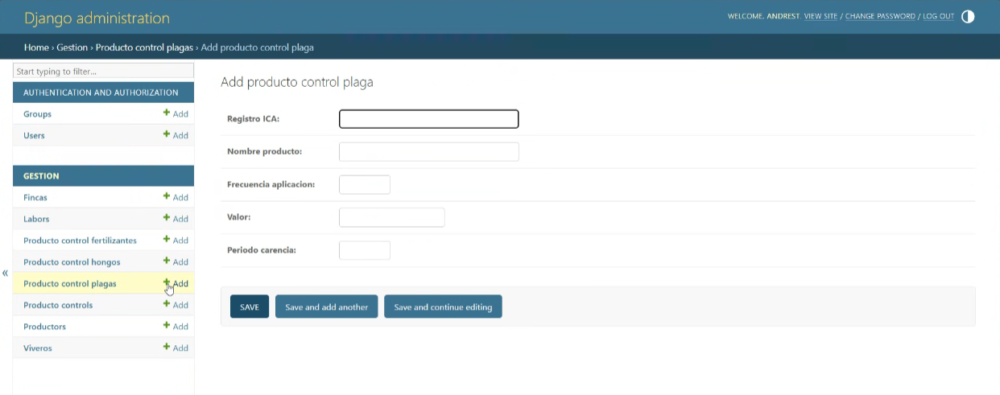 Django administration
WELCOME, ANDREST. VIEW SITE / CHANGE PASSWORD / LOG OUT
Home › Gestion › Producto control plagas › Add producto control plaga
Start typing to filter...
AUTHENTICATION AND AUTHORIZATION
Groups + Add
Users + Add
GESTION
Fincas + Add
Labors + Add
Producto control fertilizantes + Add
Producto control hongos + Add
Producto control plagas + Add
Producto controls + Add
Productors + Add
Viveros + Add
«
Add producto control plaga
Registro ICA:
Nombre producto:
Frecuencia aplicacion:
Valor:
Periodo carencia:
SAVE Save and add another Save and continue editing